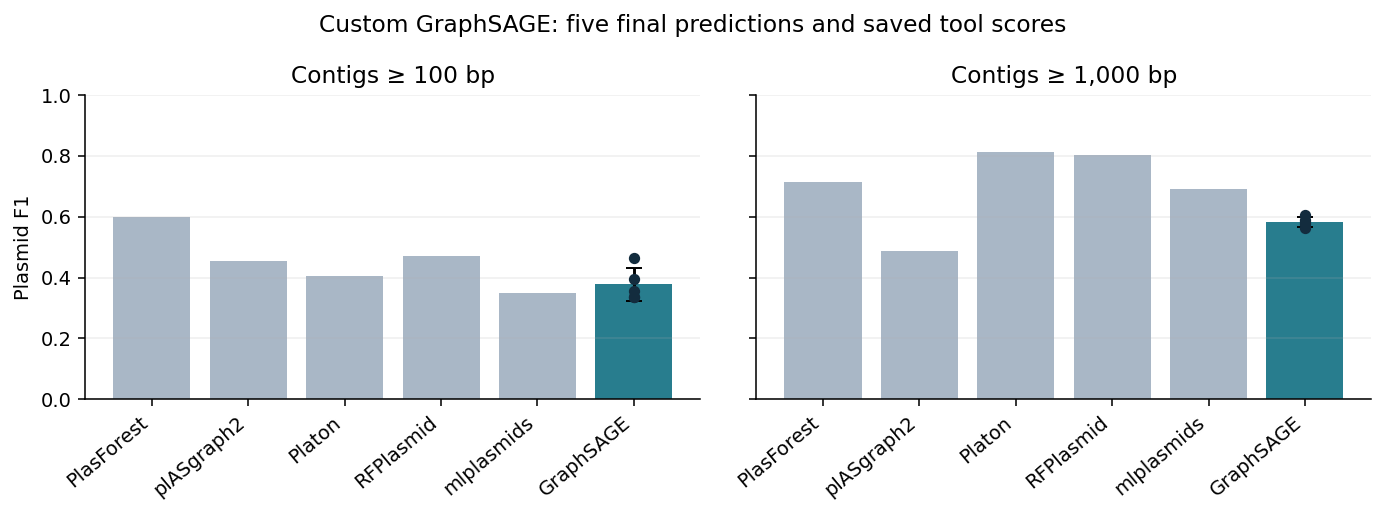 Custom GraphSAGE: five final predictions and saved tool scores
Contigs ≥ 100 bp
Plasmid F1
1.0
0.8
0.6
0.4
0.2
0.0
PlasForest
plASgraph2
Platon
RFPlasmid
mlplasmids
GraphSAGE
Contigs ≥ 1,000 bp
PlasForest
plASgraph2
Platon
RFPlasmid
mlplasmids
GraphSAGE